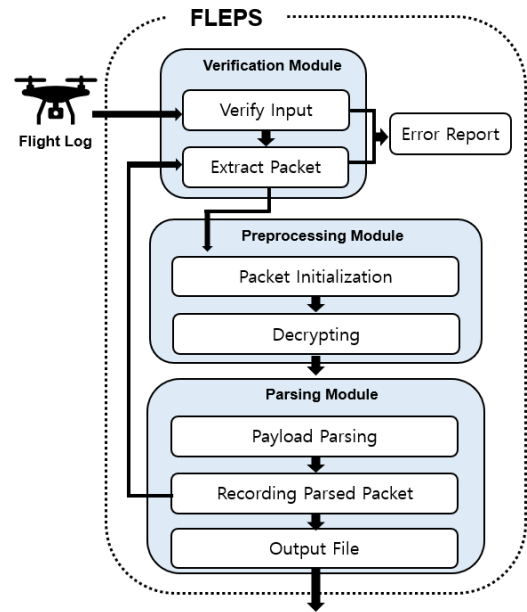 FLEPS
Verification Module
Verify Input
Flight Log
Error Report
Extract Packet
Preprocessing Module
Packet Initialization
Decrypting
Parsing Module
Payload Parsing
Recording Parsed Packet
Output File